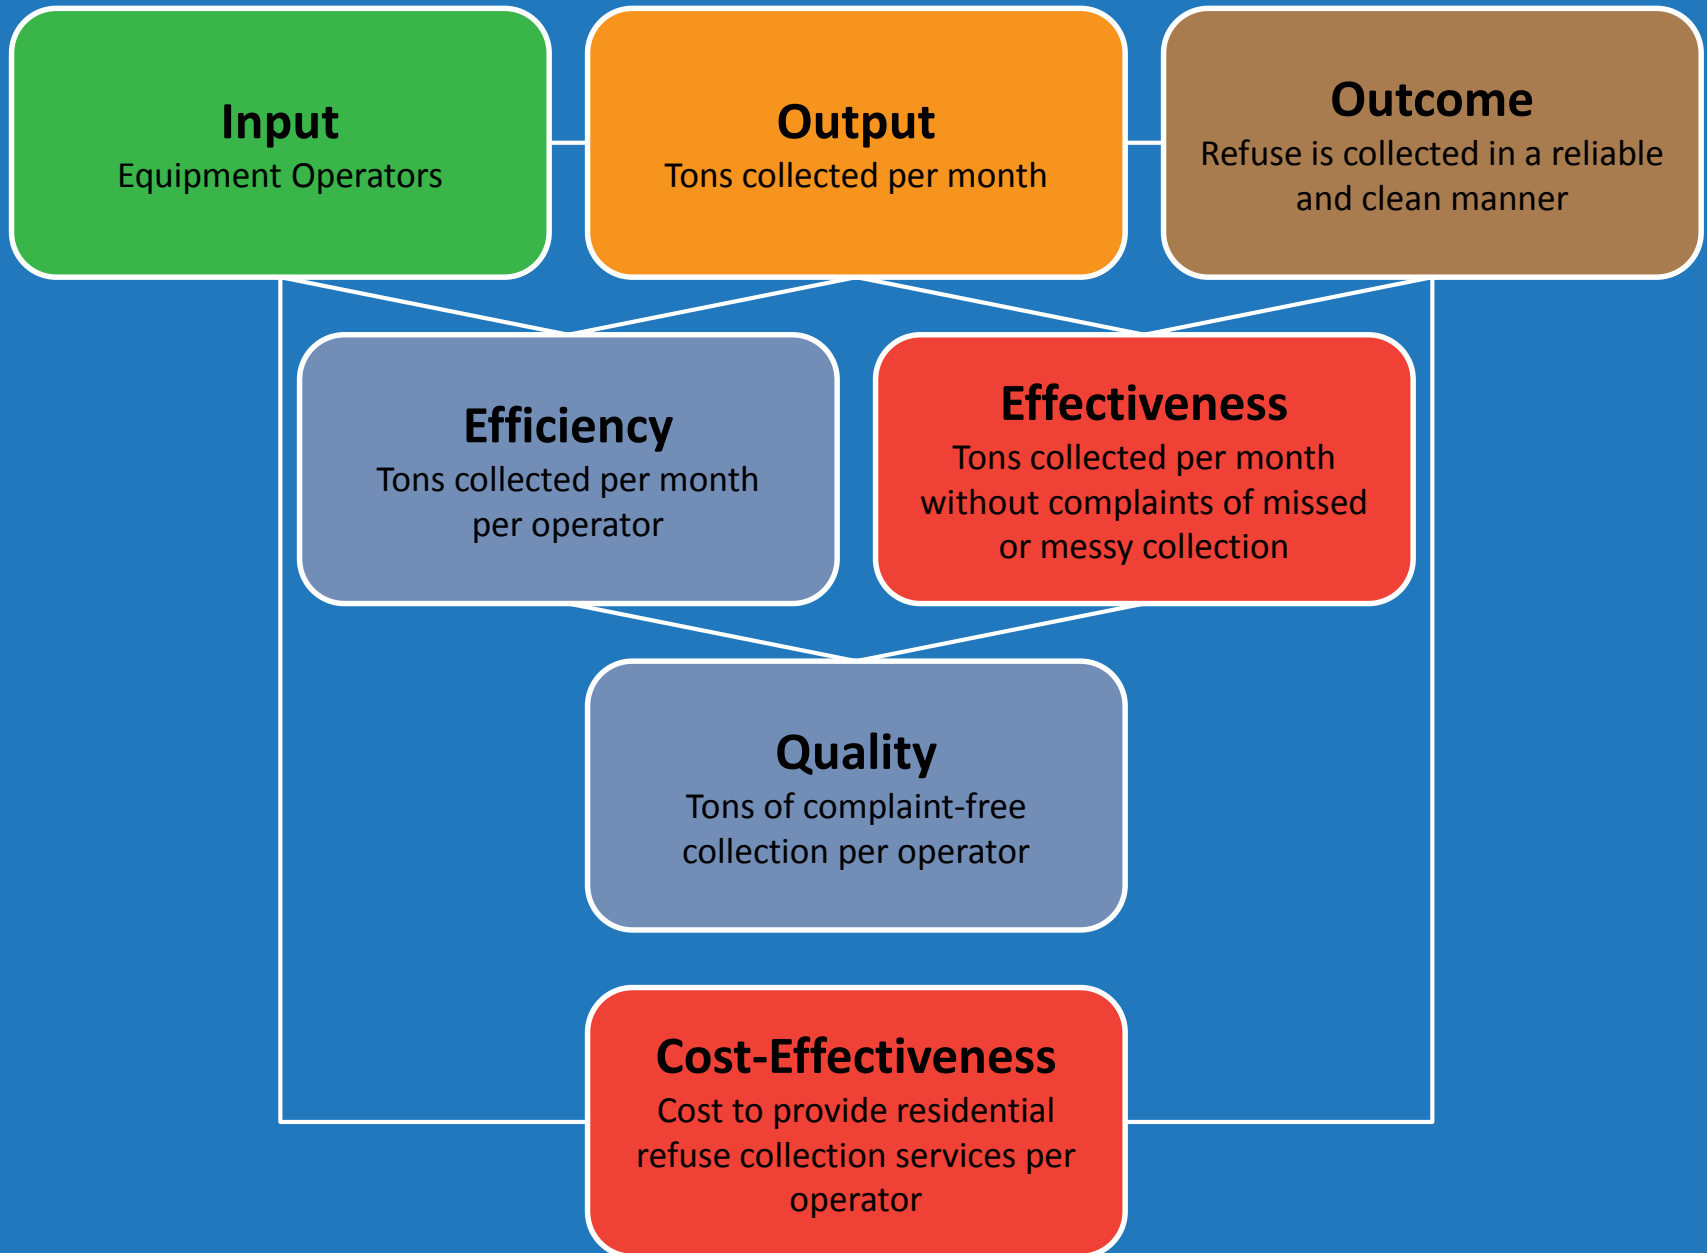 Input
Equipment Operators
Output
Tons collected per month
Outcome
Refuse is collected in a reliable
and clean manner
Efficiency
Tons collected per month
per operator
Effectiveness
Tons collected per month
without complaints of missed
or messy collection
Quality
Tons of complaint-free
collection per operator
Cost-Effectiveness
Cost to provide residential
refuse collection services per
operator